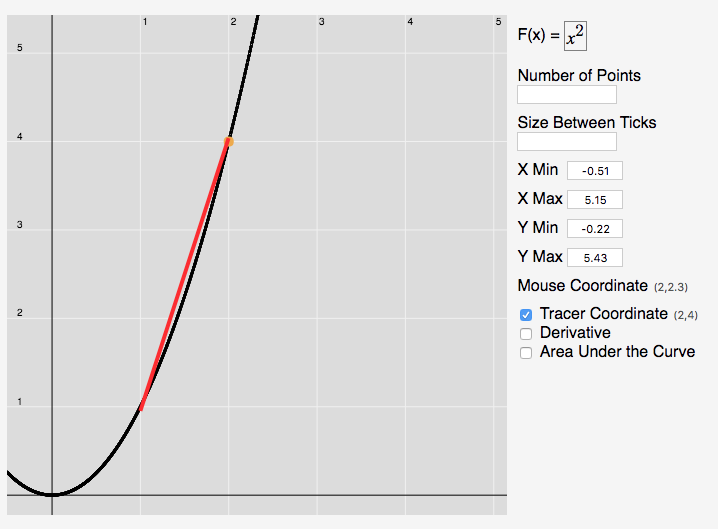 1 2 3 4 5
5
4
3
2
1
F(x) = x²
Number of Points
Size Between Ticks
X Min -0.51
X Max 5.15
Y Min -0.22
Y Max 5.43
Mouse Coordinate (2,2.3)
Tracer Coordinate (2,4)
Derivative
Area Under the Curve